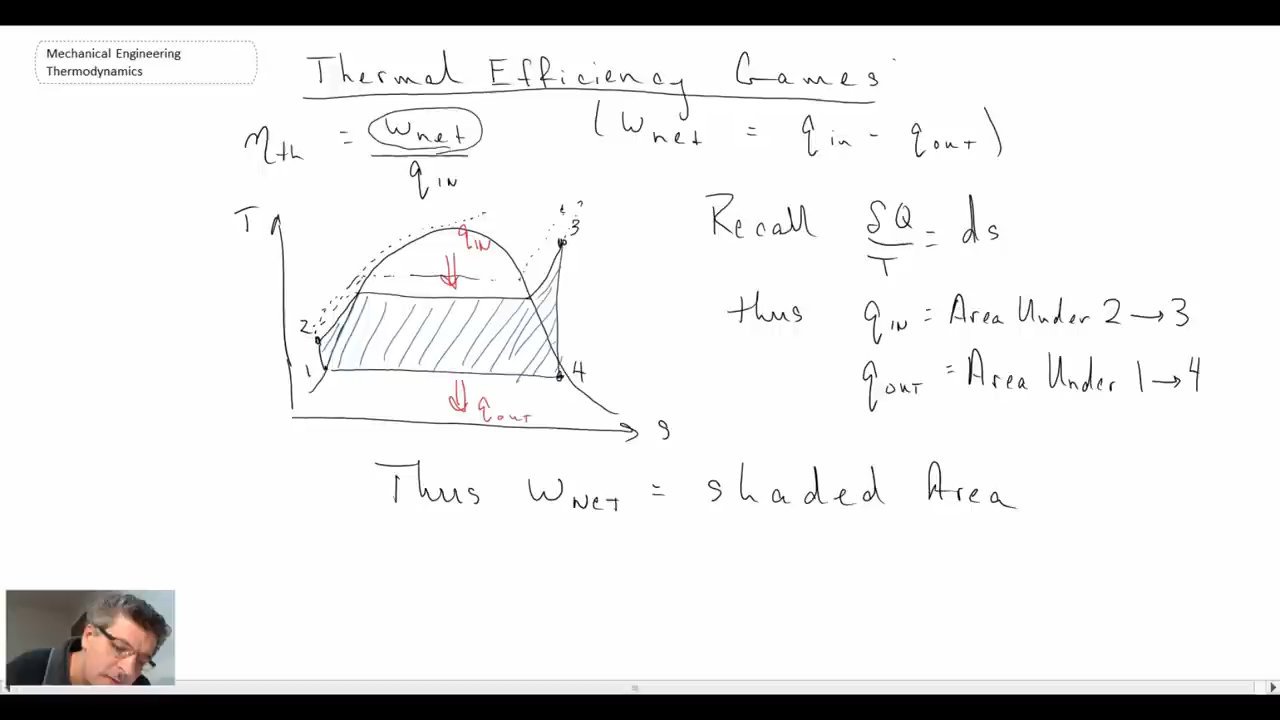 Mechanical Engineering
Thermodynamics
Thermal Efficiency Games
ηth = wnet / qIN
(wnet = qin - qout)
T
qIN
3
2
1
4
qout
s
Recall δQ/T = ds
thus qIN = Area Under 2 → 3
qout = Area Under 1 → 4
Thus wNet = shaded Area